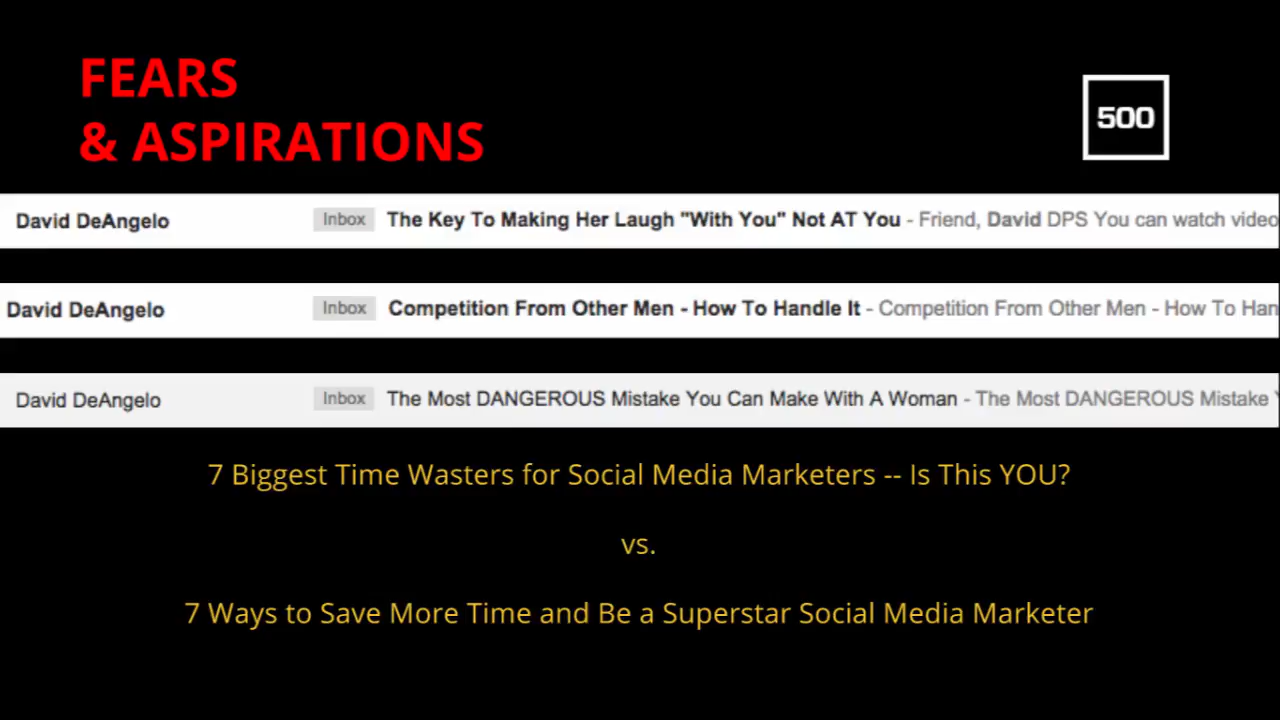 FEARS
& ASPIRATIONS
500
David DeAngelo Inbox The Key To Making Her Laugh "With You" Not AT You - Friend, David DPS You can watch video
David DeAngelo Inbox Competition From Other Men - How To Handle It - Competition From Other Men - How To Han
David DeAngelo Inbox The Most DANGEROUS Mistake You Can Make With A Woman - The Most DANGEROUS Mistake
7 Biggest Time Wasters for Social Media Marketers -- Is This YOU?
vs.
7 Ways to Save More Time and Be a Superstar Social Media Marketer